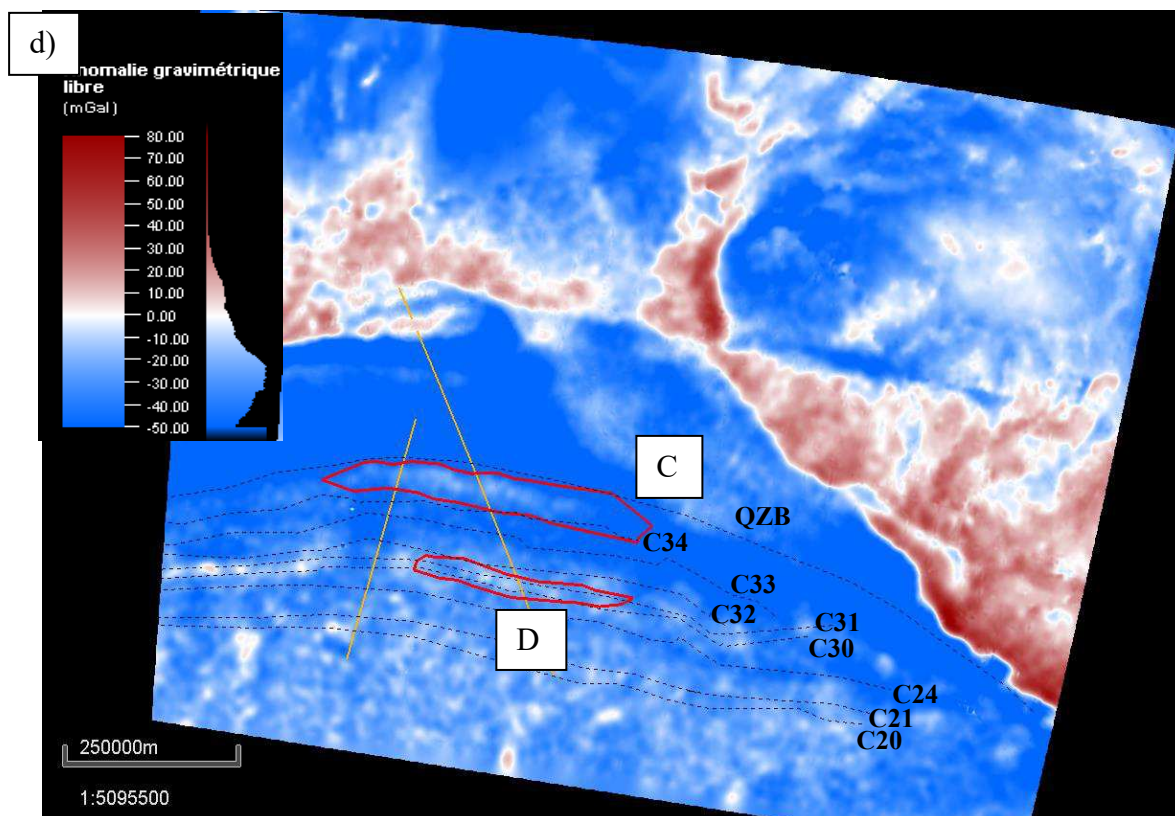 d)
nomalie gravimétrique
libre
(mGal)
80.00
70.00
60.00
50.00
40.00
30.00
20.00
10.00
0.00
-10.00
-20.00
-30.00
-40.00
-50.00
C
QZB
C34
C33
C32
C31
C30
D
C24
C21
C20
250000m
1:5095500